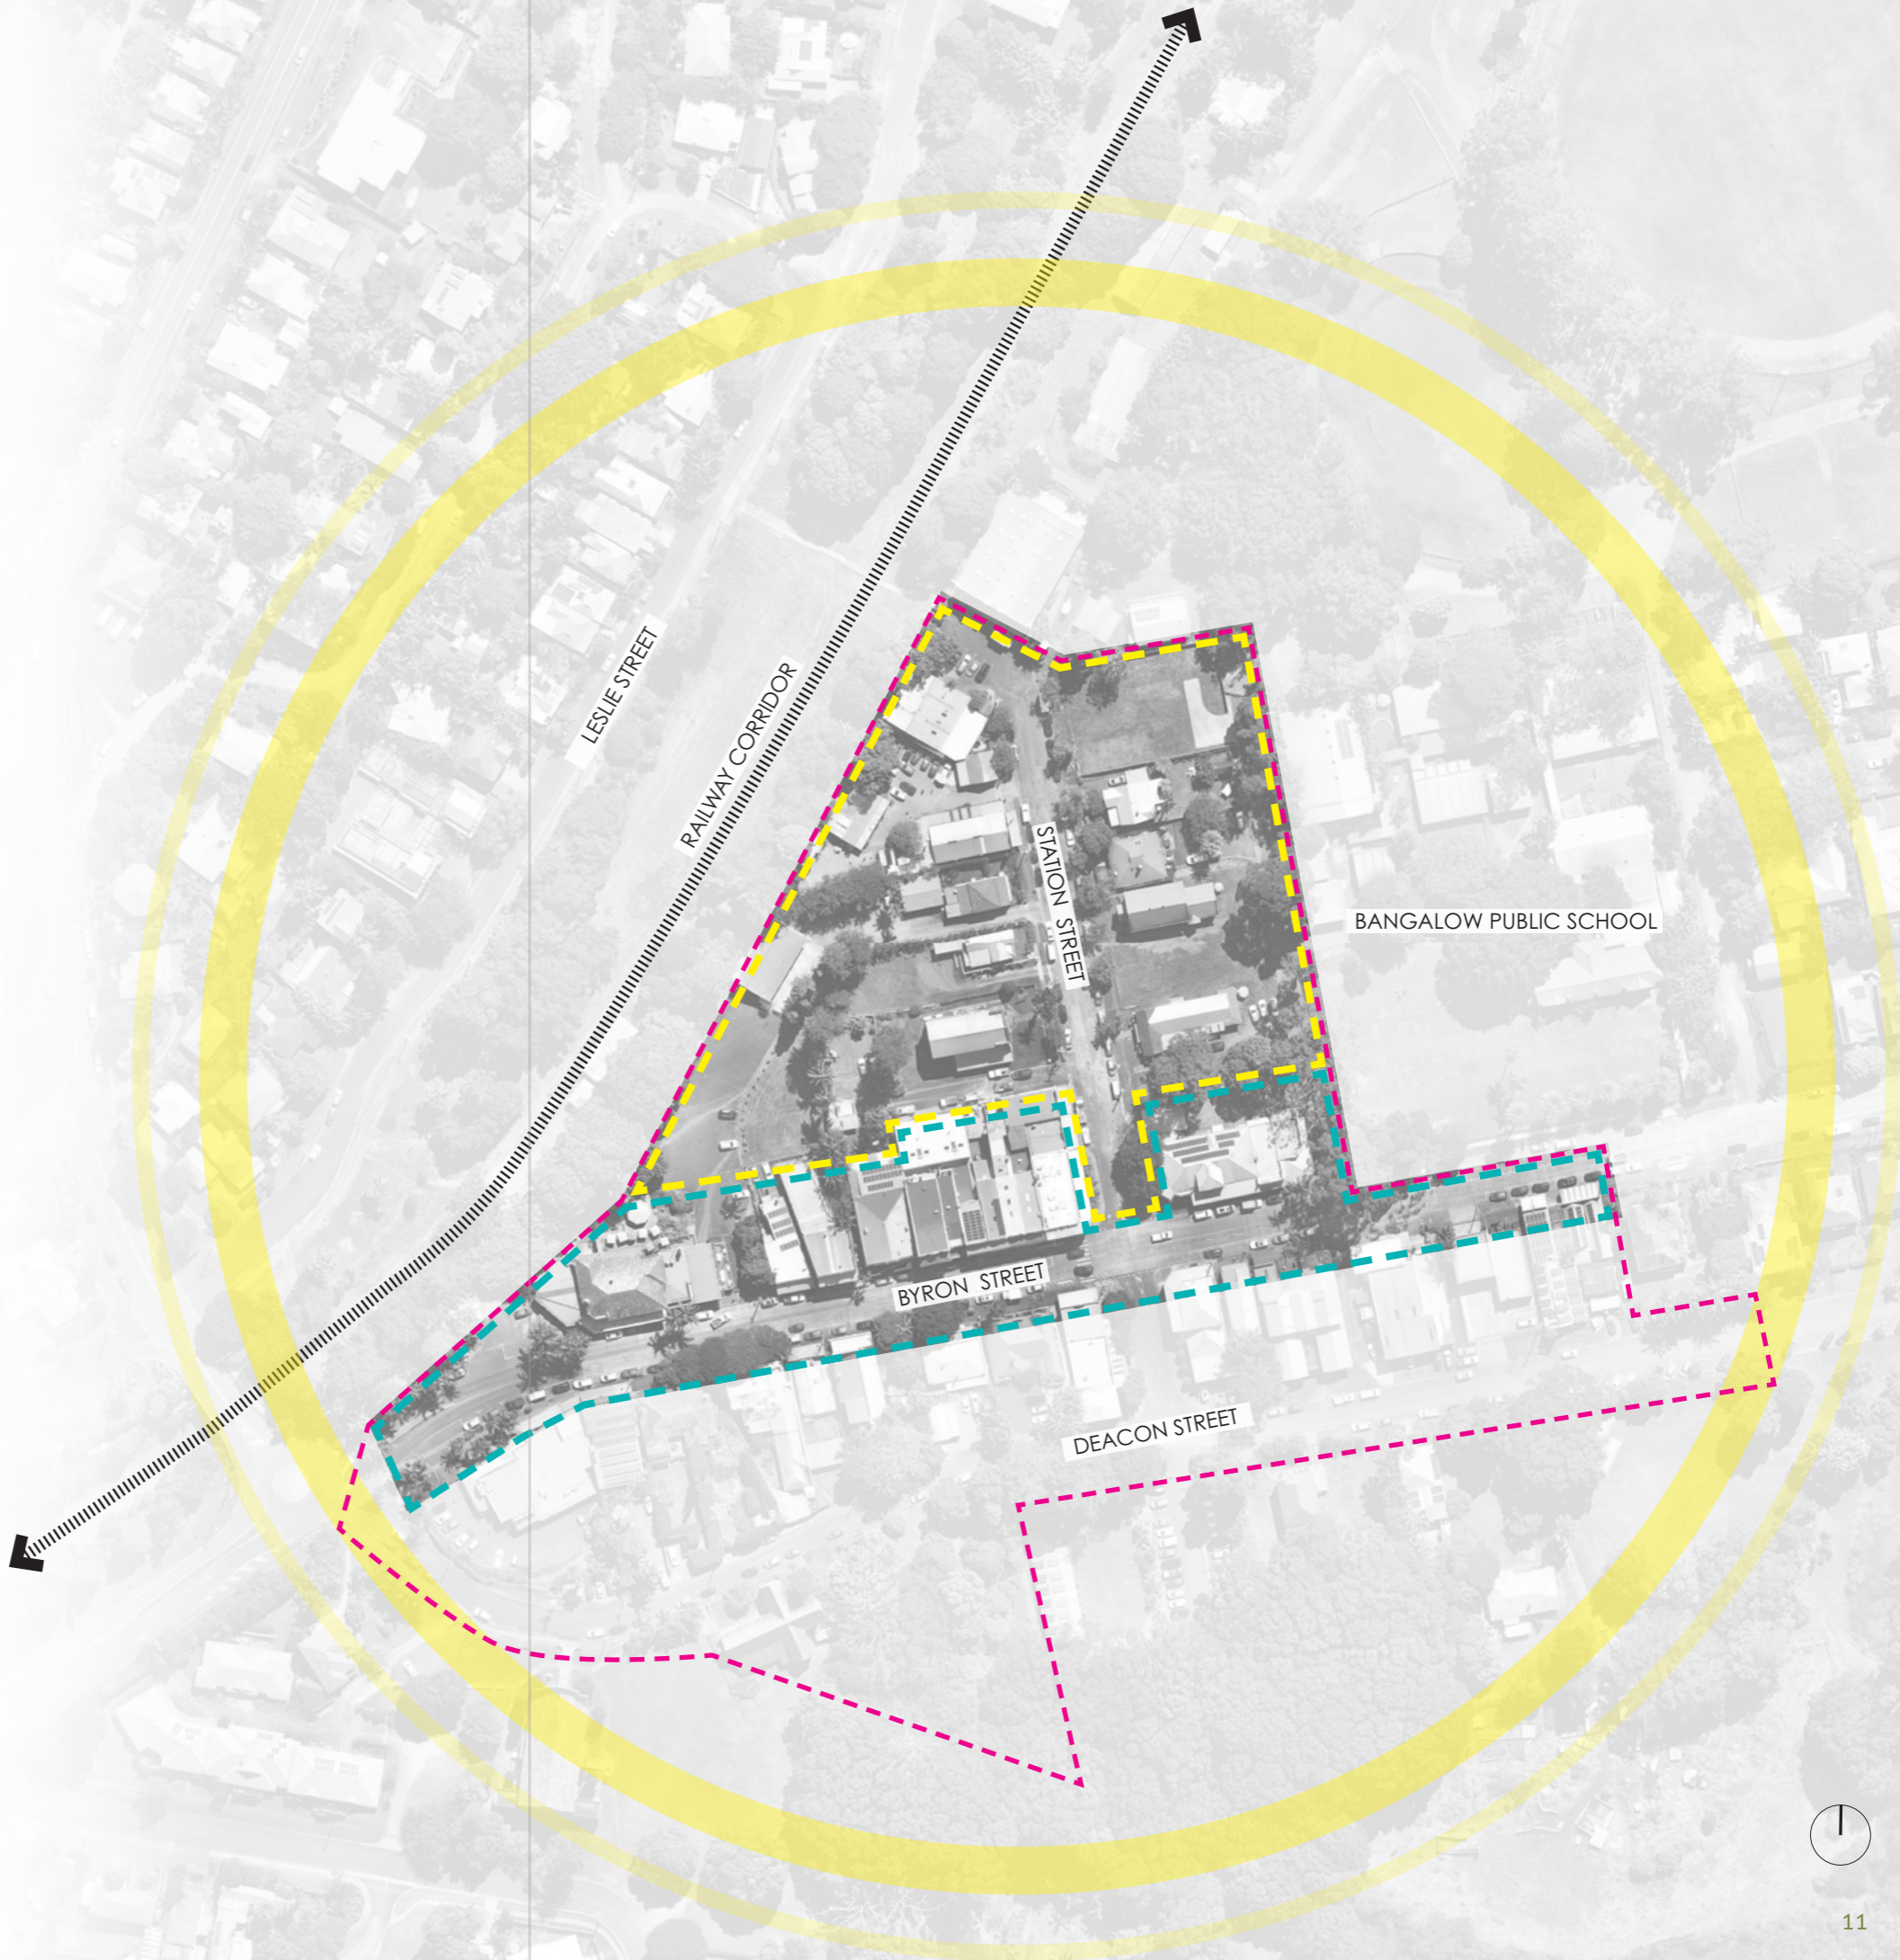 LESLIE STREET
RAILWAY CORRIDOR
STATION STREET
BANGALOW PUBLIC SCHOOL
BYRON STREET
DEACON STREET
11